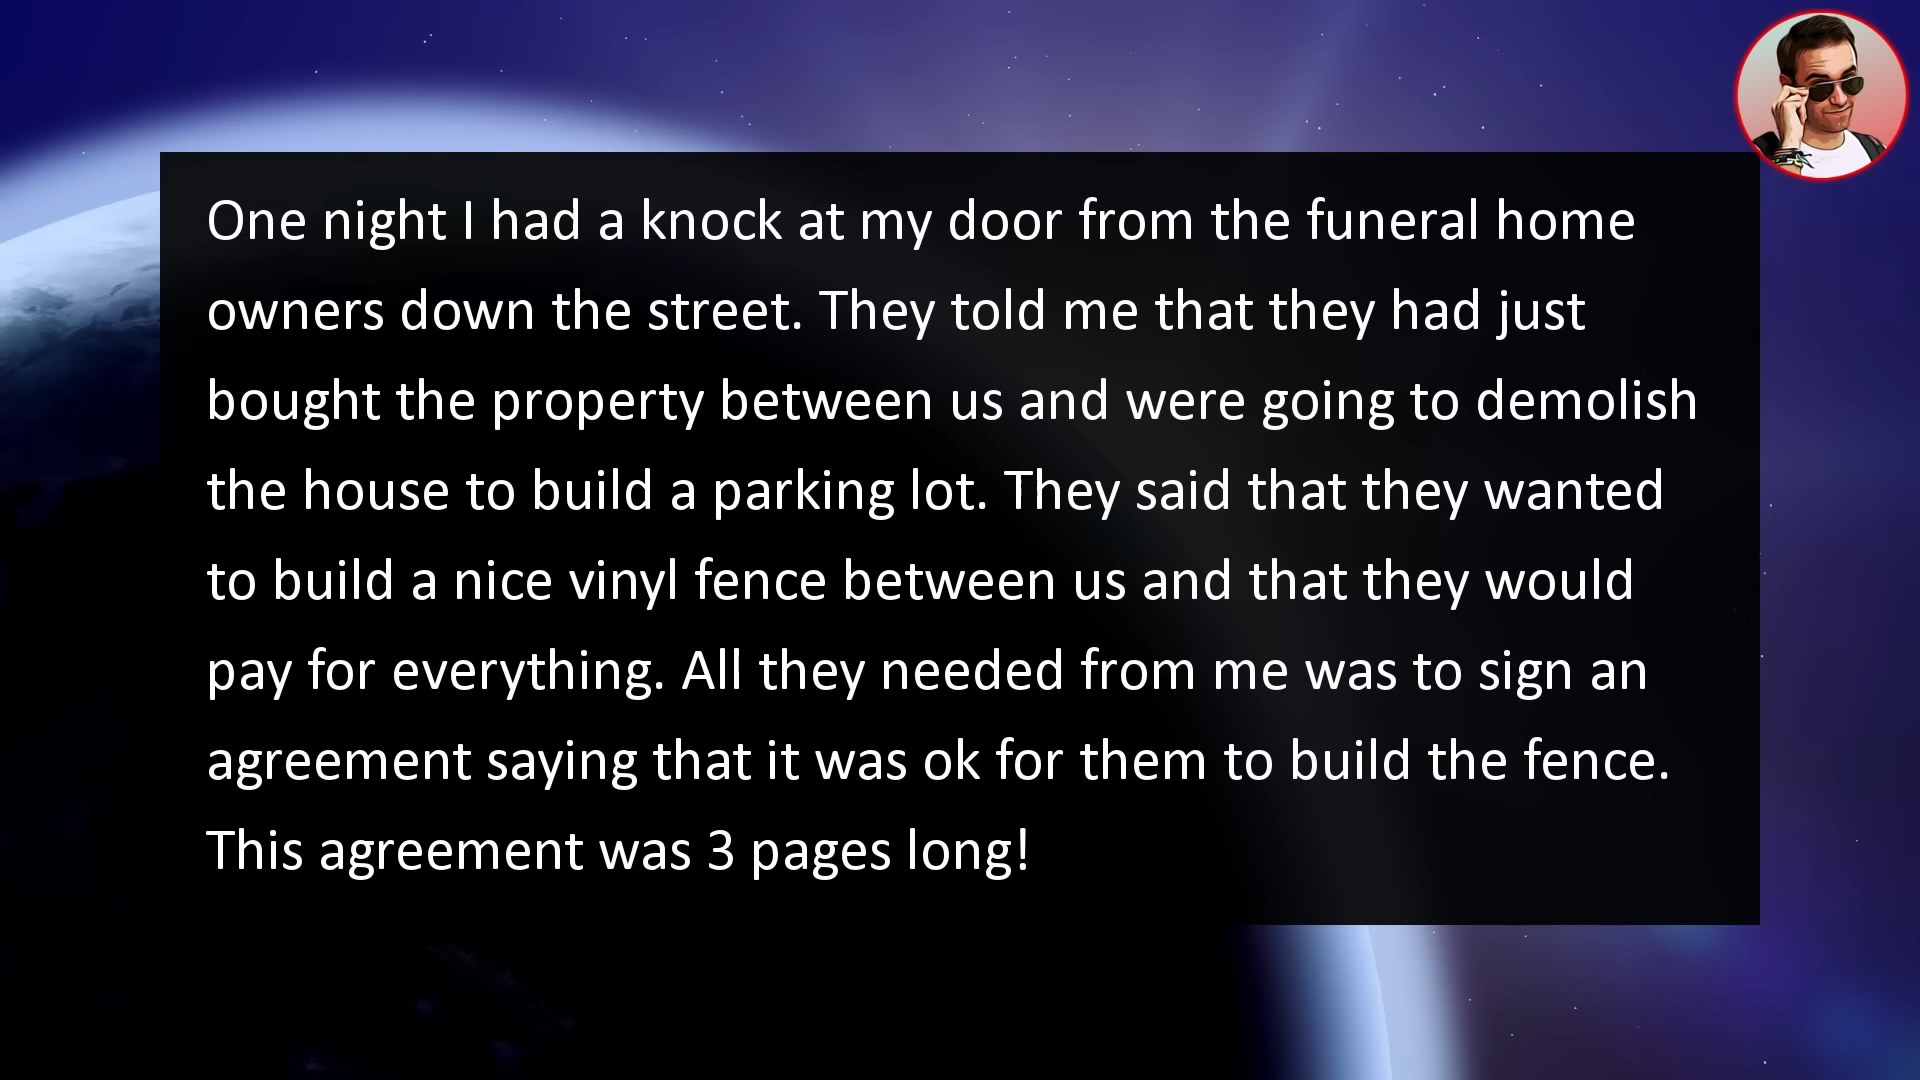 One night I had a knock at my door from the funeral home
owners down the street. They told me that they had just
bought the property between us and were going to demolish
the house to build a parking lot. They said that they wanted
to build a nice vinyl fence between us and that they would
pay for everything. All they needed from me was to sign an
agreement saying that it was ok for them to build the fence.
This agreement was 3 pages long!